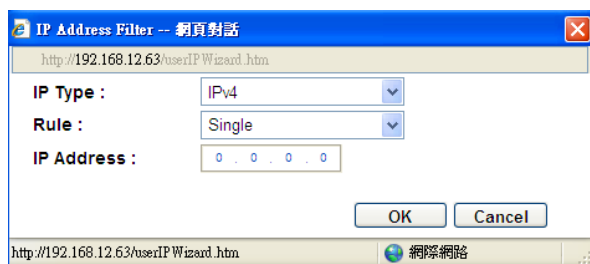 IP Address Filter -- 網頁對話
http://192.168.12.63/userIPWizard.htm
IP Type : IPv4
Rule : Single
IP Address : 0 . 0 . 0 . 0
OK Cancel
http://192.168.12.63/userIPWizard.htm 網際網路